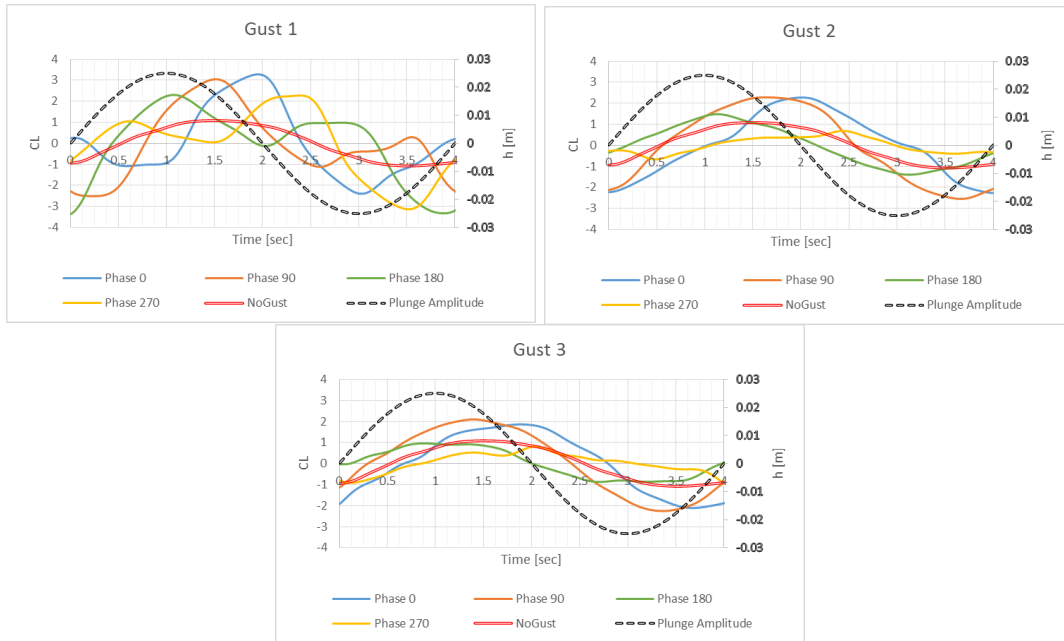 Gust 1
4
3
2
1
0
-1
-2
-3
-4
CL
0 0.5 1 1.5 2 2.5 3 3.5 4
0.03
0.02
0.01
0
-0.01
-0.02
-0.03
h [m]
Time [sec]
Phase 0 Phase 90 Phase 180
Phase 270 NoGust Plunge Amplitude
Gust 2
4
3
2
1
0
-1
-2
-3
-4
CL
0 0.5 1 1.5 2 2.5 3 3.5 4
0.03
0.02
0.01
0
-0.01
-0.02
-0.03
h [m]
Time [sec]
Phase 0 Phase 90 Phase 180
Phase 270 NoGust Plunge Amplitude
Gust 3
4
3
2
1
0
-1
-2
-3
-4
CL
0 0.5 1 1.5 2 2.5 3 3.5 4
0.03
0.02
0.01
0
-0.01
-0.02
-0.03
h [m]
Time [sec]
Phase 0 Phase 90 Phase 180
Phase 270 NoGust Plunge Amplitude